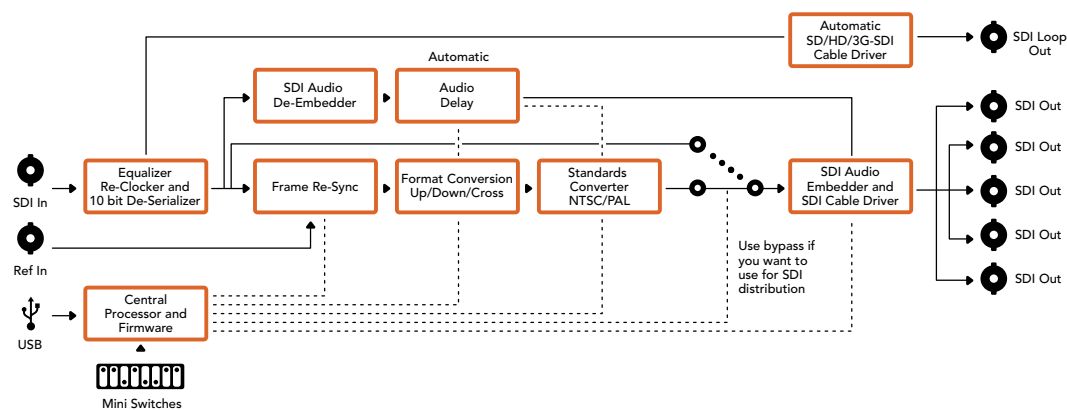 Automatic
SD/HD/3G-SDI
Cable Driver
SDI Loop
Out
Automatic
SDI Audio
De-Embedder
Audio
Delay
SDI Out
SDI Out
SDI In
Equalizer
Re-Clocker and
10 bit De-Serializer
Frame Re-Sync
Format Conversion
Up/Down/Cross
Standards
Converter
NTSC/PAL
SDI Audio
Embedder and
SDI Cable Driver
SDI Out
SDI Out
SDI Out
Ref In
Use bypass if
you want to
use for SDI
distribution
USB
Central
Processor and
Firmware
Mini Switches